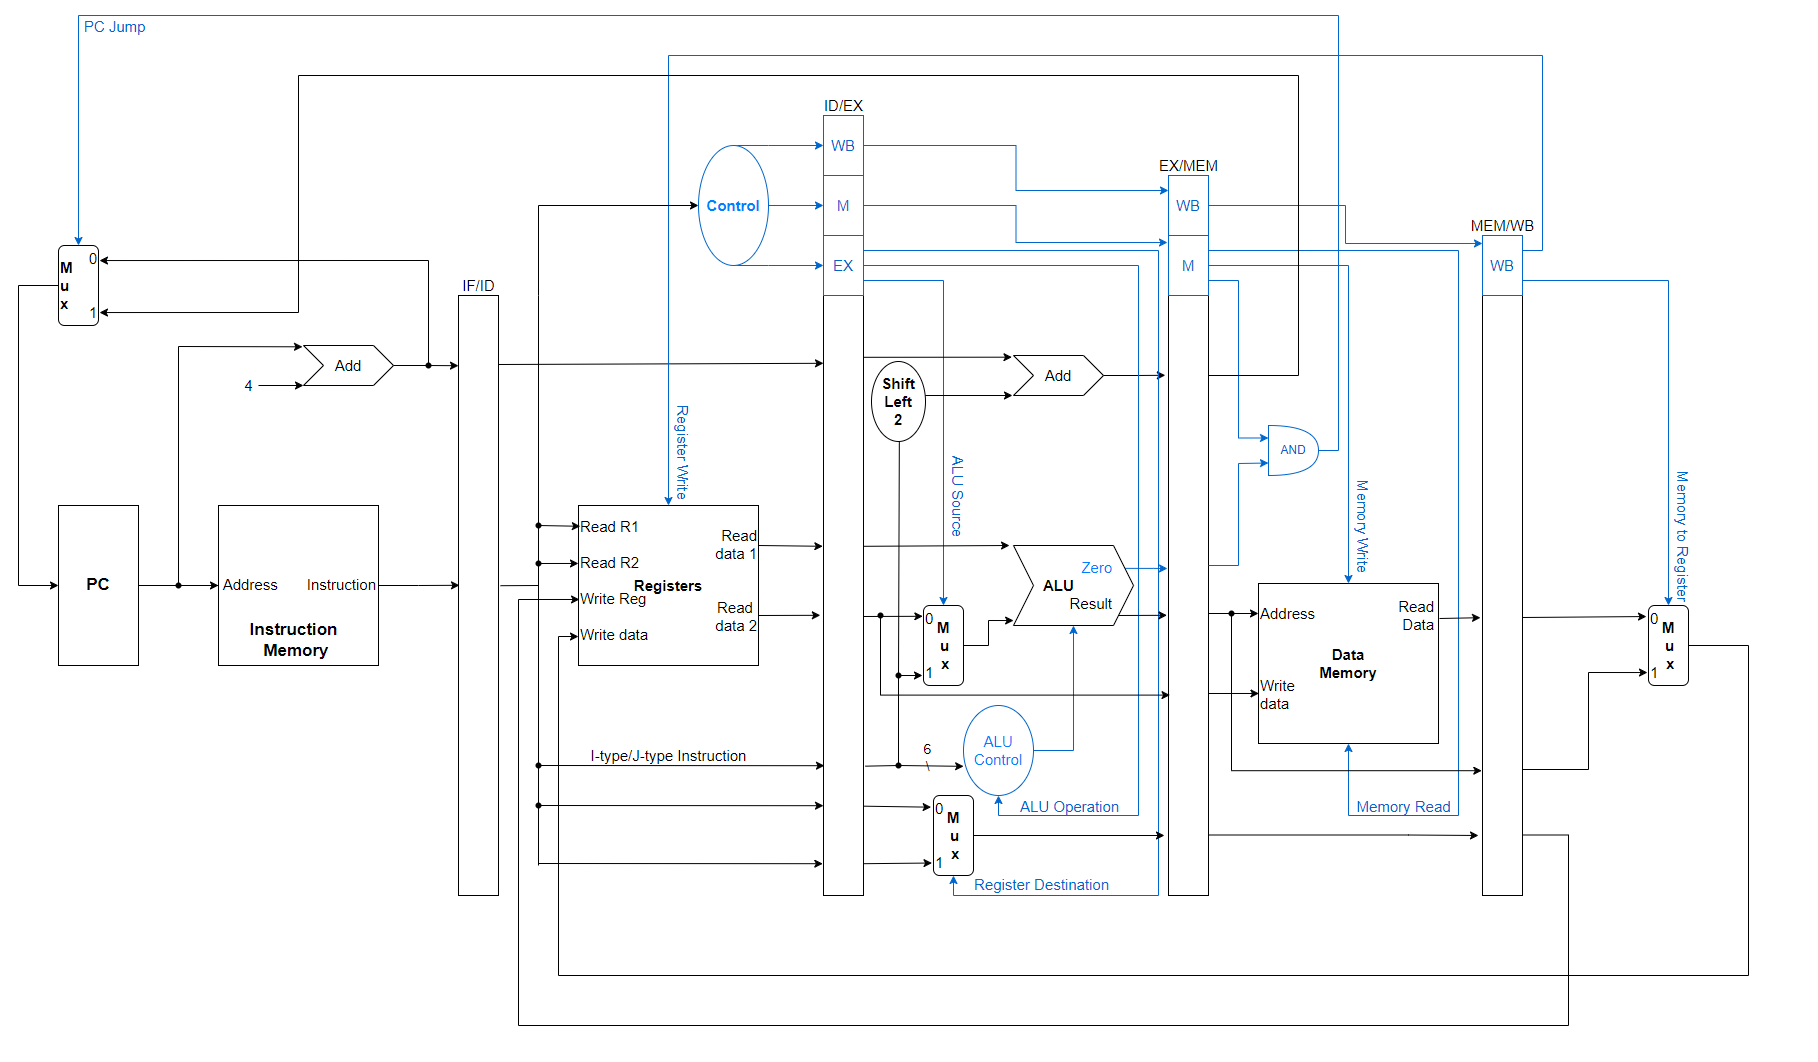 PC Jump
ID/EX
WB
EX/MEM
Control
M
WB
MEM/WB
0
M
u
x
1
EX
M
WB
IF/ID
Add
4
Shift
Left
2
Add
Register Write
ALU Source
AND
Memory Write
Memory to Register
PC
Address
Instruction
Instruction
Memory
Read R1
Read R2
Registers
Write Reg
Write data
Read
data 1
Read
data 2
0
M
u
x
1
Zero
ALU
Result
Address
Read
Data
Data
Memory
Write
data
0
M
u
x
1
I-type/J-type Instruction
6
\
ALU
Control
ALU Operation
Memory Read
0
M
u
x
1
Register Destination